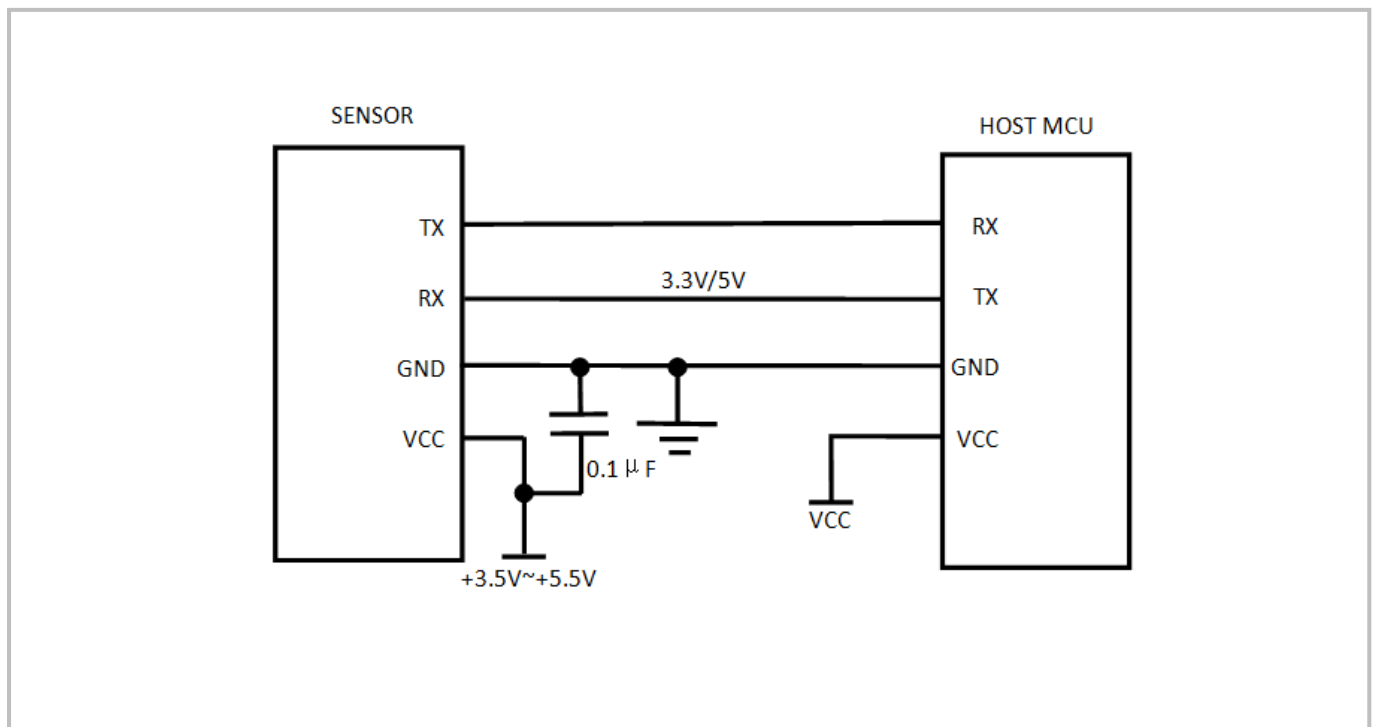 SENSOR
HOST MCU
TX
RX
3.3V/5V
RX
TX
GND
GND
VCC
VCC
0.1 μ F
VCC
+3.5V~+5.5V